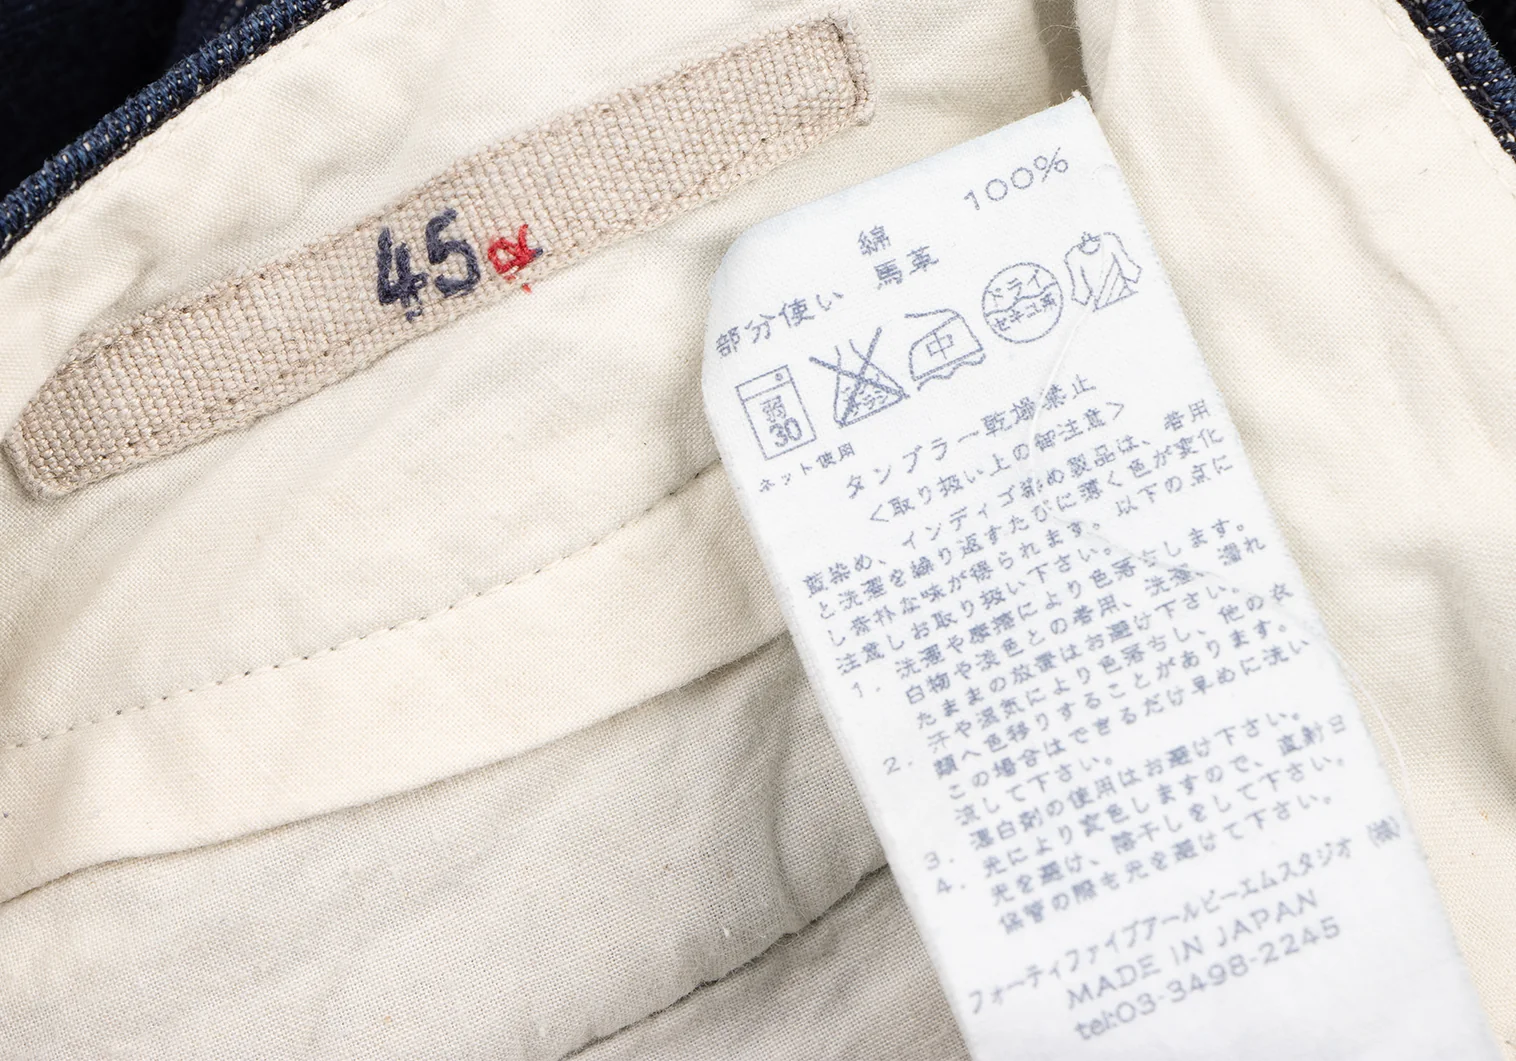 45R
綿 100%
部分使い 馬革
弱
30
エンソ
サラシ
中
ドライ
セキユ系
ネット使用
タンブラー乾燥禁止
<取り扱い上の御注意>
藍染め、インディゴ染め製品は、着用
と洗濯を繰り返すたびに薄く色が変化
し素朴な味が得られます。以下の点に
注意しお取り扱い下さい。
1. 洗濯や摩擦により色落ちします。
白物や淡色との着用、洗濯、濡れ
たままの放置はお避け下さい。
2. 汗や湿気により色落ちし、他の衣
類へ色移りすることがあります。
この場合はできるだけ早めに洗い
流して下さい。
3. 漂白剤の使用はお避け下さい。
4. 光により変色しますので、直射日
光を避け、陰干しをして下さい。
保管の際も光を避けて下さい。
フォーティファイブアールピーエムスタジオ (株)
MADE IN JAPAN
tel:03-3498-2245